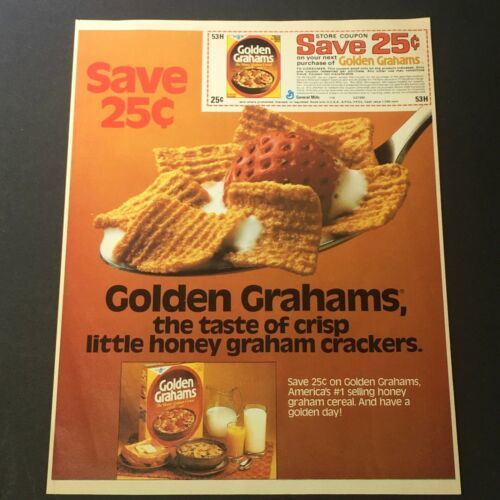 Save
25¢
53H
STORE COUPON
Save 25¢
on your next
purchase of Golden Grahams
Golden
Grahams
25¢
General Mills
53H
Golden Grahams®,
the taste of crisp
little honey graham crackers.
Golden
Grahams
Save 25¢ on Golden Grahams,
America's #1 selling honey
graham cereal. And have a
golden day!